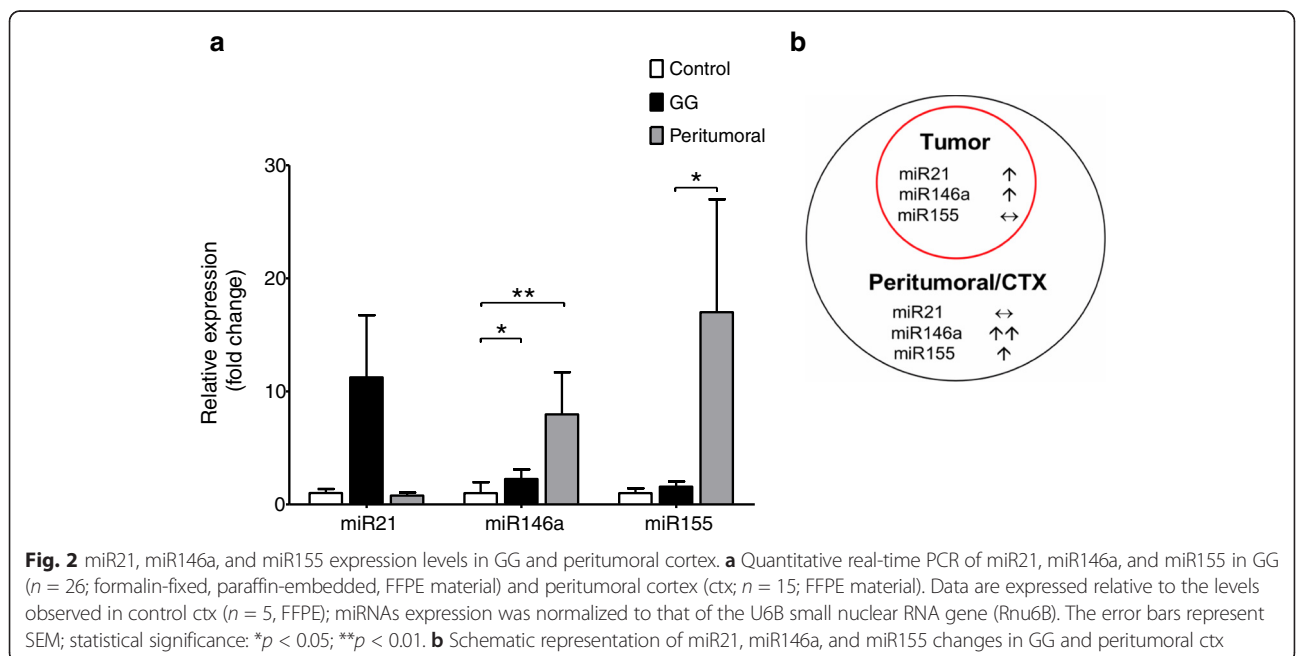 a
b
Control
GG
Peritumoral
Relative expression
(fold change)
30
20
10
0
*
**
*
miR21
miR146a
miR155
Tumor
miR21 ↑
miR146a ↑
miR155 ↔
Peritumoral/CTX
miR21 ↔
miR146a ↑↑
miR155 ↑
Fig. 2 miR21, miR146a, and miR155 expression levels in GG and peritumoral cortex. a Quantitative real-time PCR of miR21, miR146a, and miR155 in GG
(n = 26; formalin-fixed, paraffin-embedded, FFPE material) and peritumoral cortex (ctx; n = 15; FFPE material). Data are expressed relative to the levels
observed in control ctx (n = 5, FFPE); miRNAs expression was normalized to that of the U6B small nuclear RNA gene (Rnu6B). The error bars represent
SEM; statistical significance: *p < 0.05; **p < 0.01. b Schematic representation of miR21, miR146a, and miR155 changes in GG and peritumoral ctx